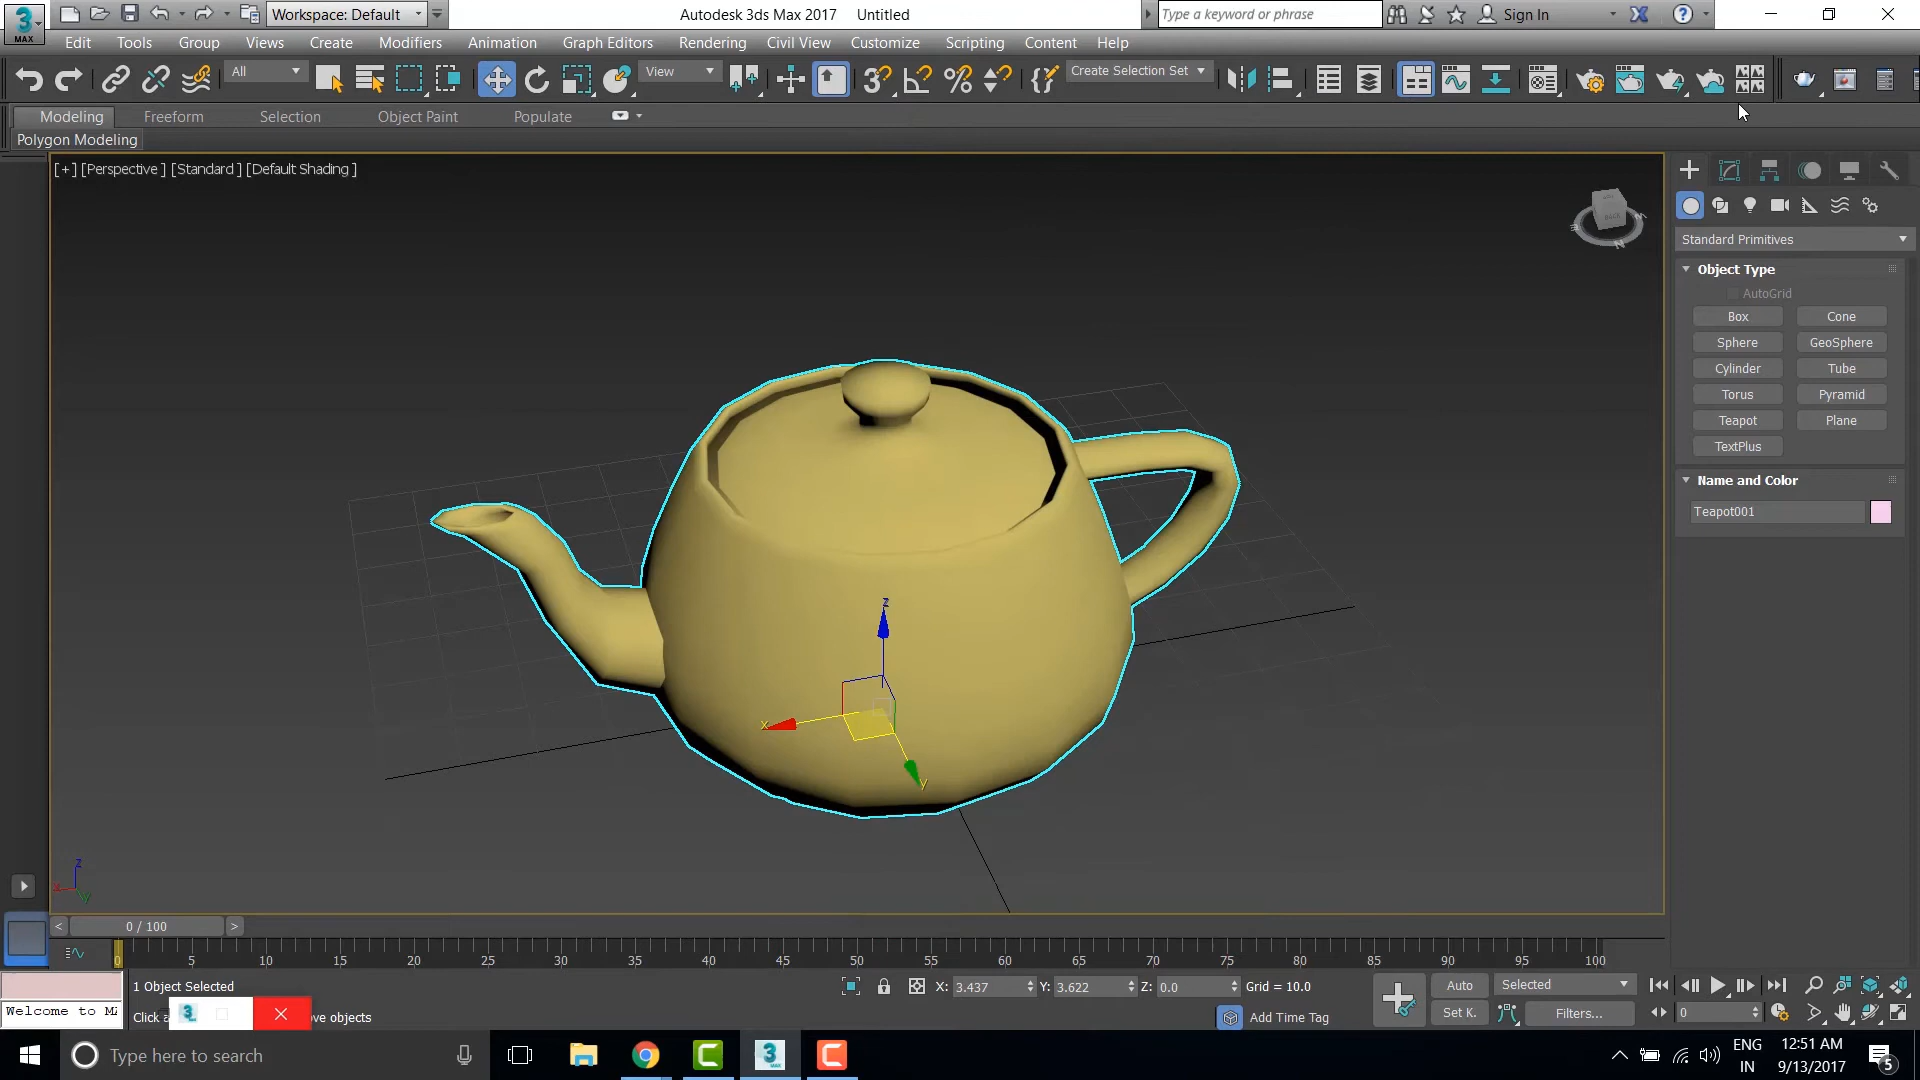 Workspace: Default
Autodesk 3ds Max 2017 Untitled
Type a keyword or phrase
Sign In
MAX
Edit Tools Group Views Create Modifiers Animation Graph Editors Rendering Civil View Customize Scripting Content Help
All
View
Create Selection Set
Modeling Freeform Selection Object Paint Populate
Polygon Modeling
[+] [Perspective ] [Standard ] [Default Shading ]
BACK
Standard Primitives
Object Type
AutoGrid
Box Cone
Sphere GeoSphere
Cylinder Tube
Torus Pyramid
Teapot Plane
TextPlus
Name and Color
Teapot001
z
x
y
z
x
y
< 0 / 100 >
0 5 10 15 20 25 30 35 40 45 50 55 60 65 70 75 80 85 90 95 100
1 Object Selected
X: 3.437 Y: 3.622 Z: 0.0 Grid = 10.0
Auto Selected
Welcome to
Click
ve objects
Add Time Tag
Set K. Filters...
0
Type here to search
ENG
IN
12:51 AM
9/13/2017
5